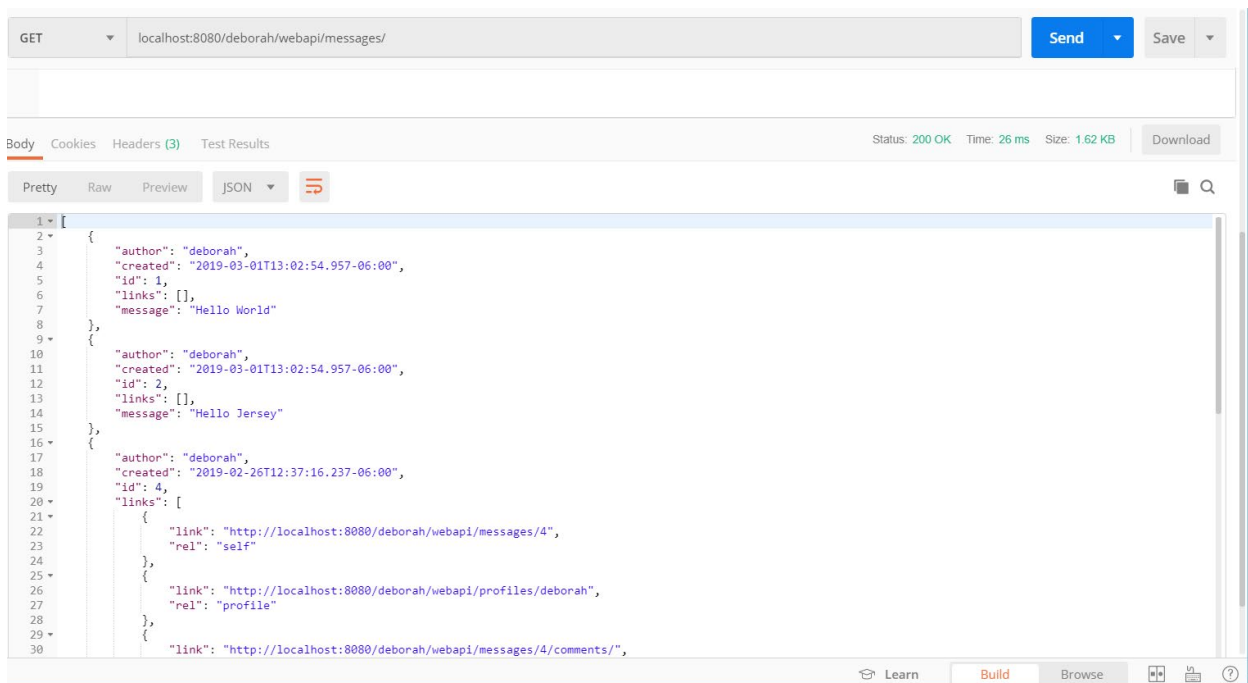 GET localhost:8080/deborah/webapi/messages/ Send Save
Body Cookies Headers (3) Test Results Status: 200 OK Time: 26 ms Size: 1.62 KB Download
Pretty Raw Preview JSON
1 [
2 {
3 "author": "deborah",
4 "created": "2019-03-01T13:02:54.957-06:00",
5 "id": 1,
6 "links": [],
7 "message": "Hello World"
8 },
9 {
10 "author": "deborah",
11 "created": "2019-03-01T13:02:54.957-06:00",
12 "id": 2,
13 "links": [],
14 "message": "Hello Jersey"
15 },
16 {
17 "author": "deborah",
18 "created": "2019-02-26T12:37:16.237-06:00",
19 "id": 4,
20 "links": [
21 {
22 "link": "http://localhost:8080/deborah/webapi/messages/4",
23 "rel": "self"
24 },
25 {
26 "link": "http://localhost:8080/deborah/webapi/profiles/deborah",
27 "rel": "profile"
28 },
29 {
30 "link": "http://localhost:8080/deborah/webapi/messages/4/comments/",
Learn Build Browse ?